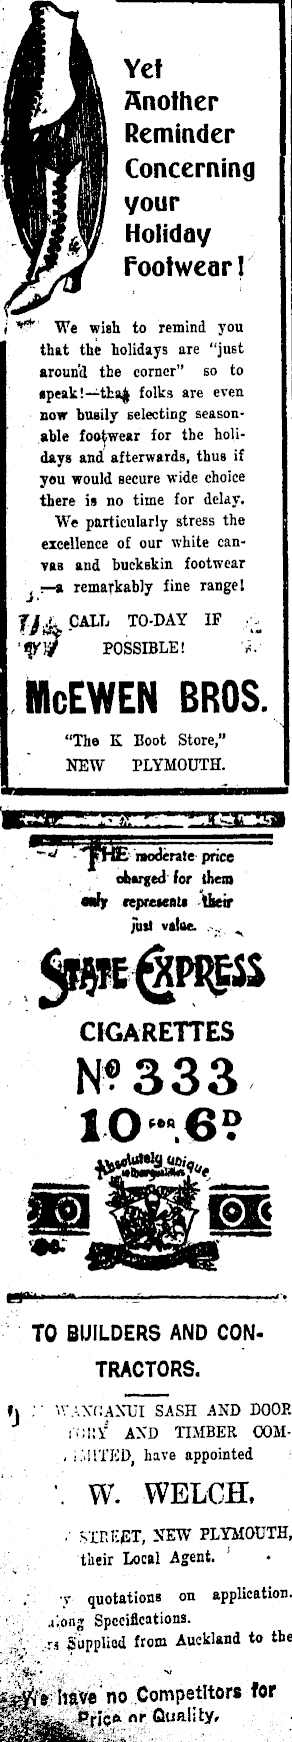 Yet
Another
Reminder
Concerning
your
Holiday
Footwear!
We wish to remind you
that the holidays are "just
around the corner" so to
speak!—that folks are even
now busily selecting season-
able footwear for the holi-
days and afterwards, thus if
you would secure wide choice
there is no time for delay.
We particularly stress the
excellence of our white can-
vas and buckskin footwear
—a remarkably fine range!
CALL TO-DAY IF
POSSIBLE!
McEWEN BROS.
"The K Boot Store,"
NEW PLYMOUTH.
THE moderate price
charged for them
only represents their
just value.
STATE EXPRESS
CIGARETTES
No. 333
10 FOR 6D.
Absolutely unique
TO BUILDERS AND CON-
TRACTORS.
WANGANUI SASH AND DOOR
AND TIMBER COM-
have appointed
W. WELCH,
STREET, NEW PLYMOUTH,
their Local Agent.
quotations on application.
Specifications.
Supplied from Auckland to the
We have no Competitors for
Price or Quality.